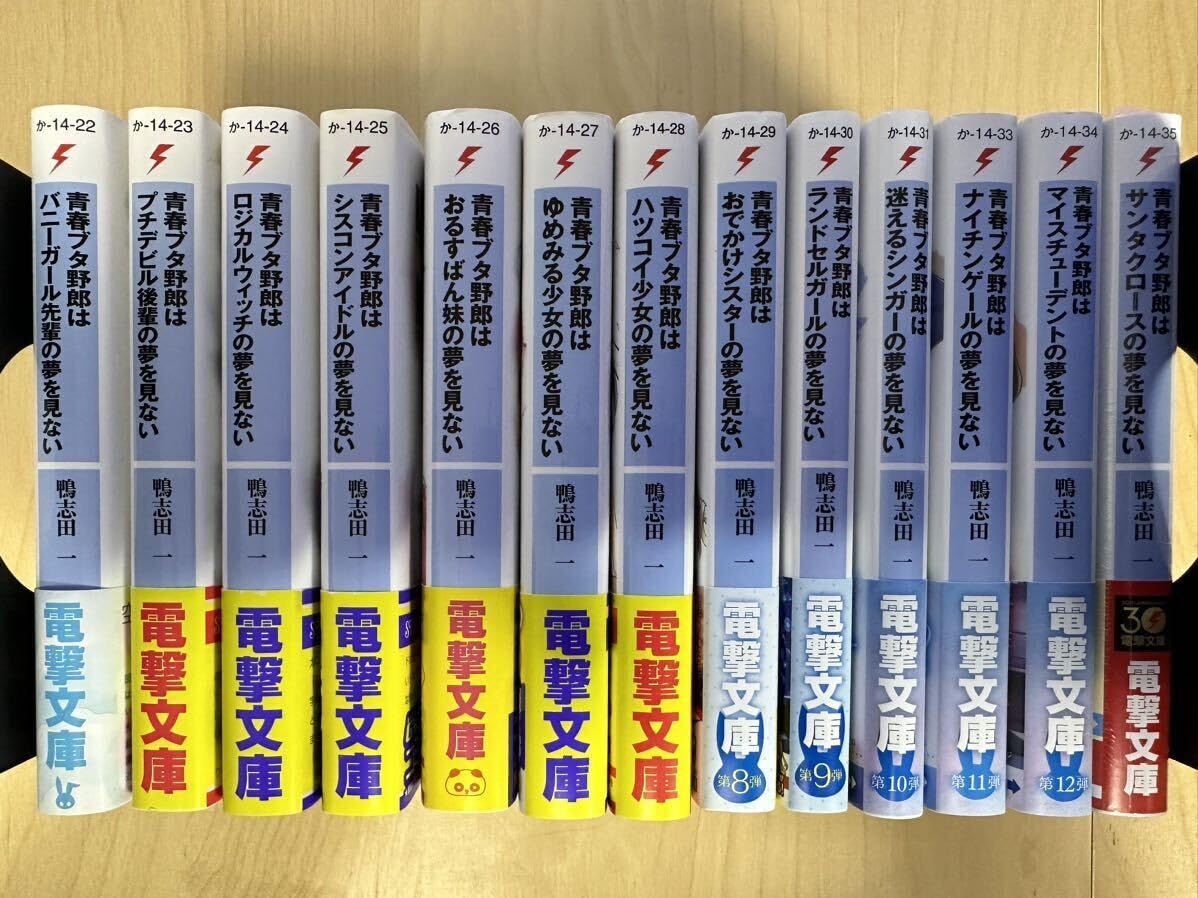 か-14-22
青春ブタ野郎は
バニーガール先輩の夢を見ない
鴨志田 一
電撃文庫
か-14-23
青春ブタ野郎は
プチデビル後輩の夢を見ない
鴨志田 一
電撃文庫
か-14-24
青春ブタ野郎は
ロジカルウィッチの夢を見ない
鴨志田 一
電撃文庫
か-14-25
青春ブタ野郎は
シスコンアイドルの夢を見ない
鴨志田 一
電撃文庫
か-14-26
青春ブタ野郎は
おるすばん妹の夢を見ない
鴨志田 一
電撃文庫
か-14-27
青春ブタ野郎は
ゆめみる少女の夢を見ない
鴨志田 一
電撃文庫
か-14-28
青春ブタ野郎は
ハツコイ少女の夢を見ない
鴨志田 一
電撃文庫
か-14-29
青春ブタ野郎は
おでかけシスターの夢を見ない
鴨志田 一
電撃文庫
第8弾
か-14-30
青春ブタ野郎は
ランドセルガールの夢を見ない
鴨志田 一
電撃文庫
第9弾
か-14-31
青春ブタ野郎は
迷えるシンガーの夢を見ない
鴨志田 一
電撃文庫
第10弾
か-14-33
青春ブタ野郎は
ナイチンゲールの夢を見ない
鴨志田 一
電撃文庫
第11弾
か-14-34
青春ブタ野郎は
マイスチューデントの夢を見ない
鴨志田 一
電撃文庫
第12弾
か-14-35
青春ブタ野郎は
サンタクロースの夢を見ない
鴨志田 一
30
電撃文庫
電撃文庫